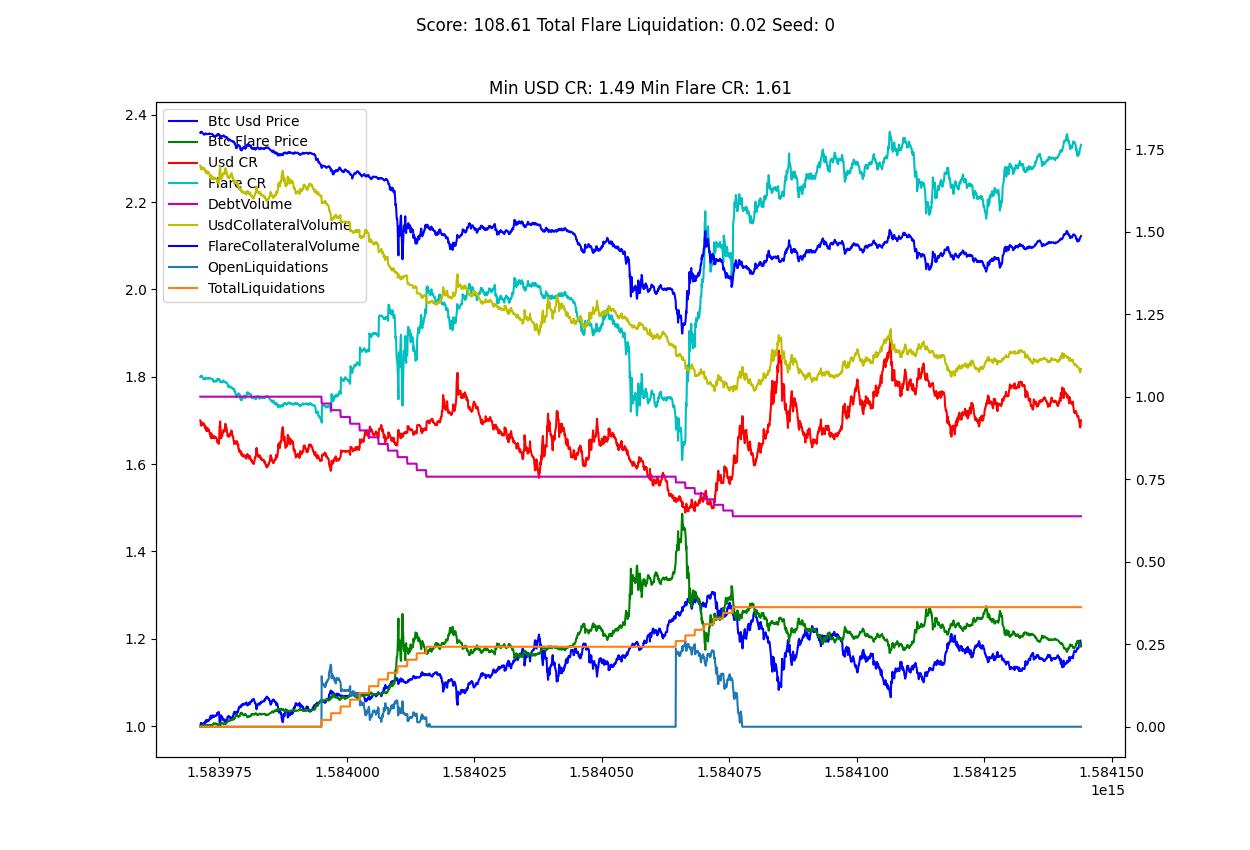 Score: 108.61 Total Flare Liquidation: 0.02 Seed: 0
Min USD CR: 1.49 Min Flare CR: 1.61
Btc Usd Price
Btc Flare Price
Usd CR
Flare CR
DebtVolume
UsdCollateralVolume
FlareCollateralVolume
OpenLiquidations
TotalLiquidations
2.4
2.2
2.0
1.8
1.6
1.4
1.2
1.0
1.75
1.50
1.25
1.00
0.75
0.50
0.25
0.00
1.583975 1.584000 1.584025 1.584050 1.584075 1.584100 1.584125 1.584150
1e15